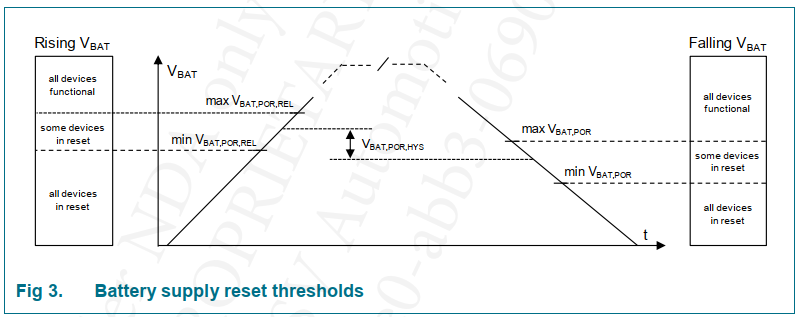 Rising VBAT
Falling VBAT
VBAT
all devices
functional
some devices
in reset
all devices
in reset
max VBAT,POR,REL
min VBAT,POR,REL
VBAT,POR,HYS
max VBAT,POR
min VBAT,POR
t
all devices
functional
some devices
in reset
all devices
in reset
Fig 3. Battery supply reset thresholds